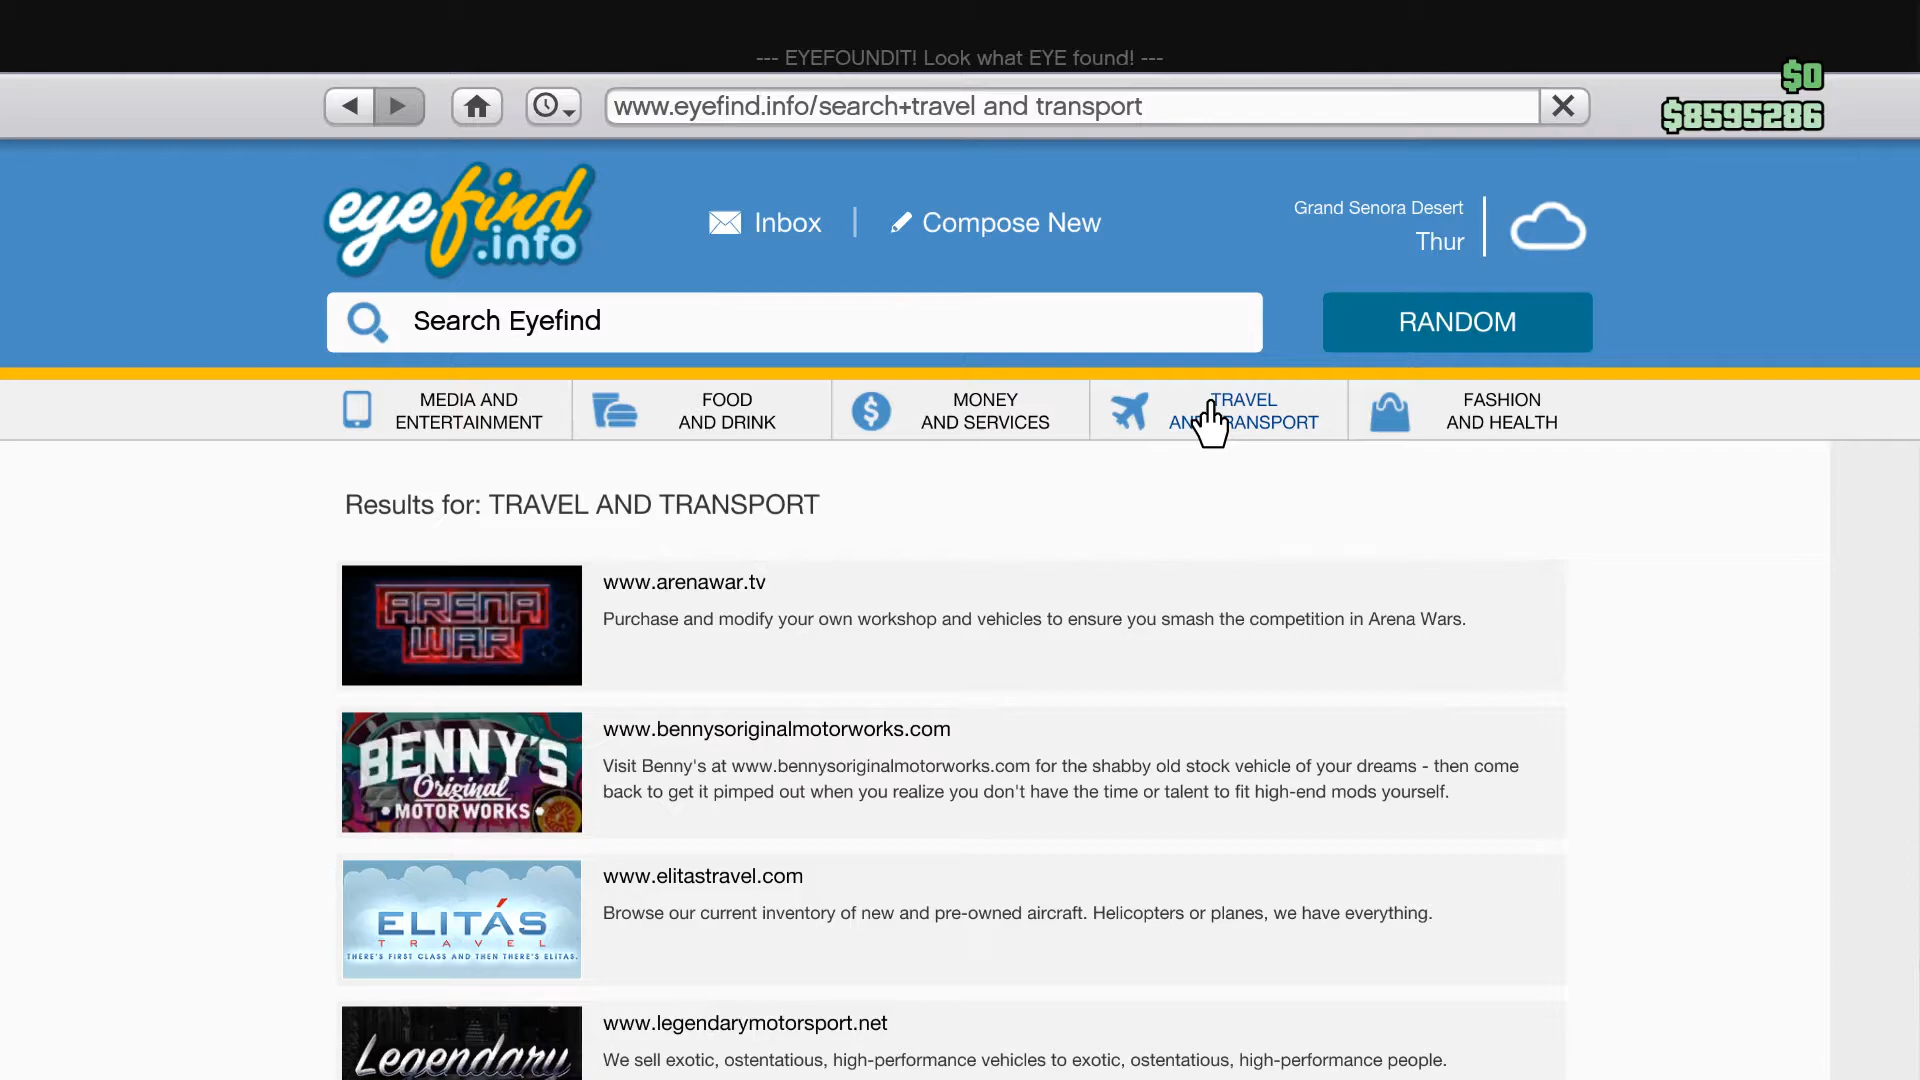 --- EYEFOUNDIT! Look what EYE found! ---
$0
www.eyefind.info/search+travel and transport
$8595286
eyefind
.info
Inbox
Compose New
Grand Senora Desert
Thur
Search Eyefind
RANDOM
MEDIA AND
ENTERTAINMENT
FOOD
AND DRINK
MONEY
AND SERVICES
TRAVEL
AND TRANSPORT
FASHION
AND HEALTH
Results for: TRAVEL AND TRANSPORT
ARENA
WAR
www.arenawar.tv
Purchase and modify your own workshop and vehicles to ensure you smash the competition in Arena Wars.
BENNY'S
Original
MOTOR WORKS
www.bennysoriginalmotorworks.com
Visit Benny's at www.bennysoriginalmotorworks.com for the shabby old stock vehicle of your dreams - then come
back to get it pimped out when you realize you don't have the time or talent to fit high-end mods yourself.
ELITÁS
TRAVEL
THERE'S FIRST CLASS AND THEN THERE'S ELITAS.
www.elitastravel.com
Browse our current inventory of new and pre-owned aircraft. Helicopters or planes, we have everything.
Legendary
www.legendarymotorsport.net
We sell exotic, ostentatious, high-performance vehicles to exotic, ostentatious, high-performance people.